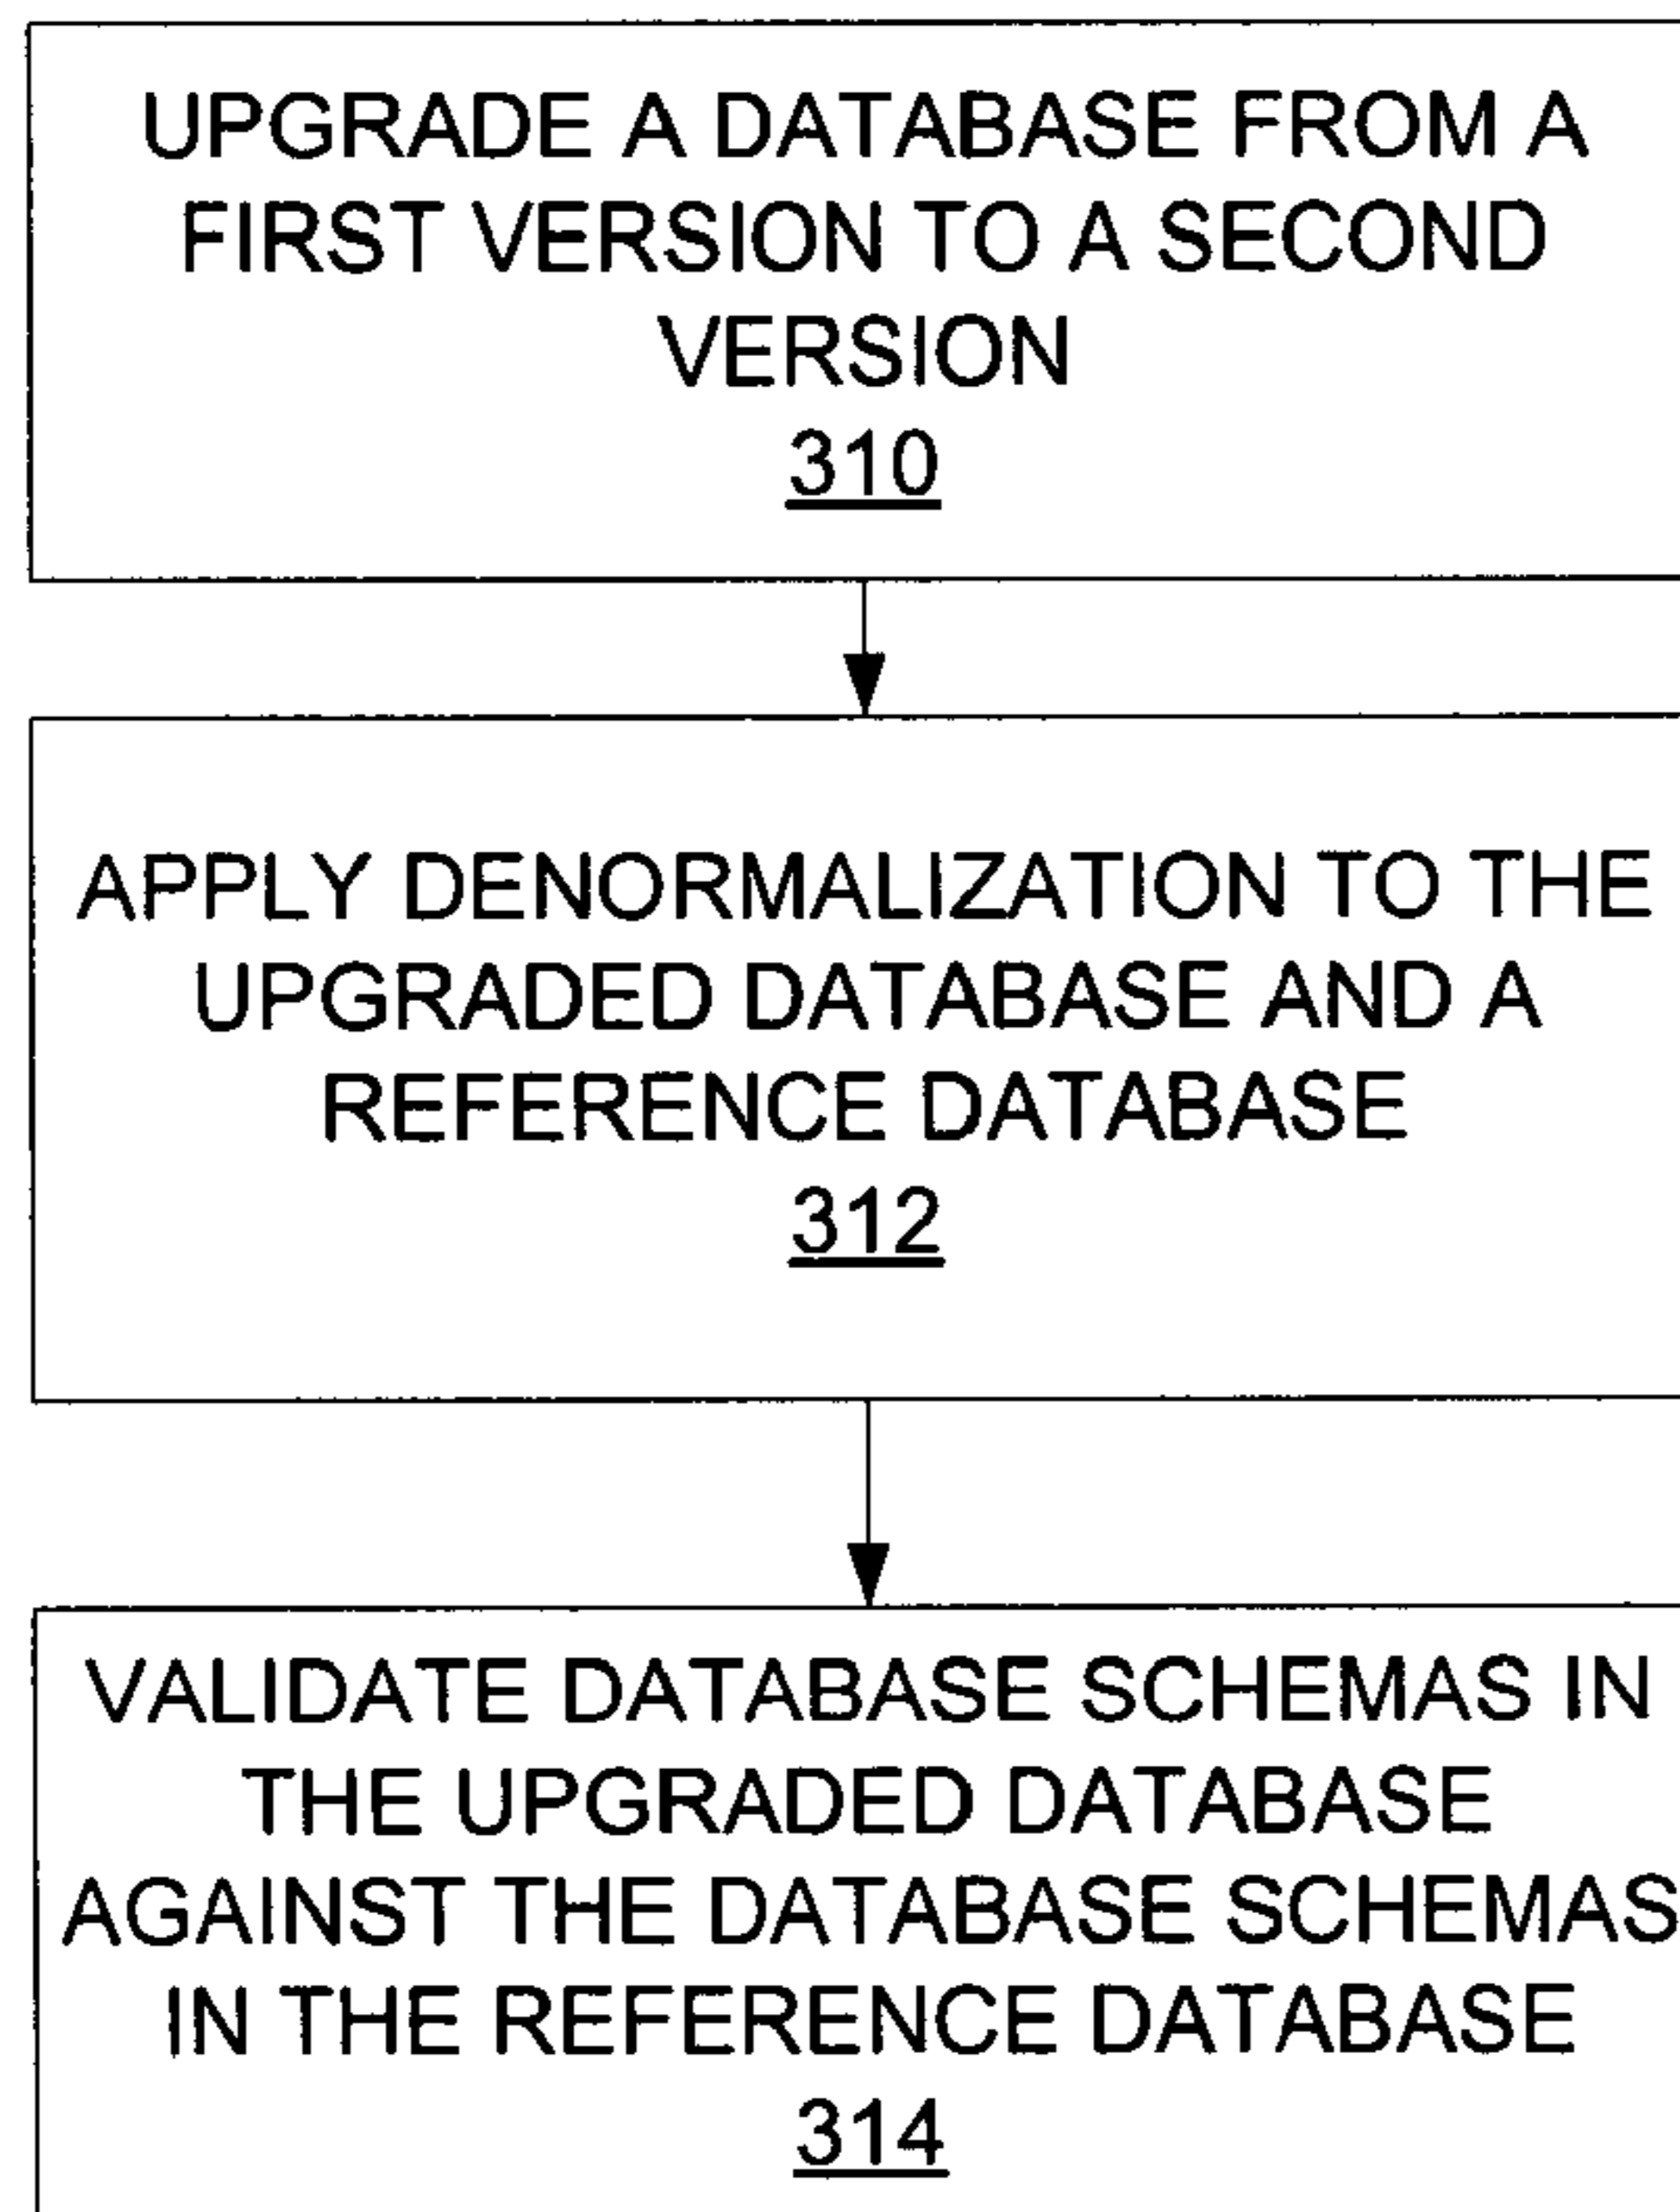 UPGRADE A DATABASE FROM A
FIRST VERSION TO A SECOND
VERSION
310
APPLY DENORMALIZATION TO THE
UPGRADED DATABASE AND A
REFERENCE DATABASE
312
VALIDATE DATABASE SCHEMAS IN
THE UPGRADED DATABASE
AGAINST THE DATABASE SCHEMAS
IN THE REFERENCE DATABASE
314